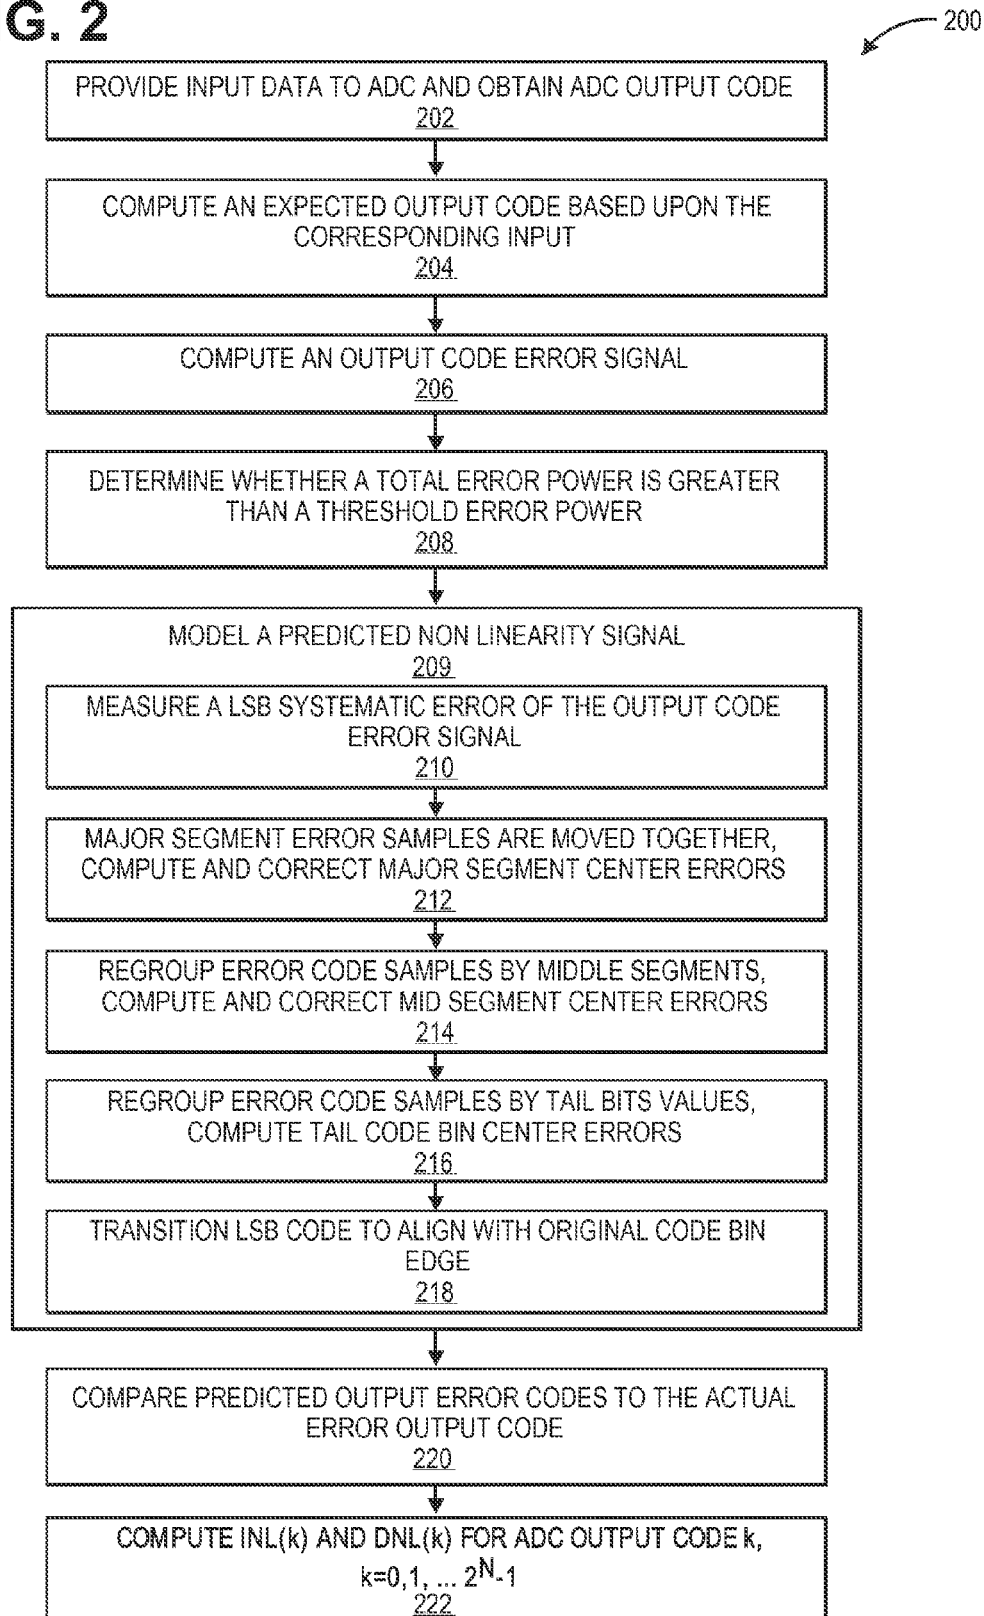 G. 2
200
PROVIDE INPUT DATA TO ADC AND OBTAIN ADC OUTPUT CODE
202
COMPUTE AN EXPECTED OUTPUT CODE BASED UPON THE
CORRESPONDING INPUT
204
COMPUTE AN OUTPUT CODE ERROR SIGNAL
206
DETERMINE WHETHER A TOTAL ERROR POWER IS GREATER
THAN A THRESHOLD ERROR POWER
208
MODEL A PREDICTED NON LINEARITY SIGNAL
209
MEASURE A LSB SYSTEMATIC ERROR OF THE OUTPUT CODE
ERROR SIGNAL
210
MAJOR SEGMENT ERROR SAMPLES ARE MOVED TOGETHER,
COMPUTE AND CORRECT MAJOR SEGMENT CENTER ERRORS
212
REGROUP ERROR CODE SAMPLES BY MIDDLE SEGMENTS,
COMPUTE AND CORRECT MID SEGMENT CENTER ERRORS
214
REGROUP ERROR CODE SAMPLES BY TAIL BITS VALUES,
COMPUTE TAIL CODE BIN CENTER ERRORS
216
TRANSITION LSB CODE TO ALIGN WITH ORIGINAL CODE BIN
EDGE
218
COMPARE PREDICTED OUTPUT ERROR CODES TO THE ACTUAL
ERROR OUTPUT CODE
220
COMPUTE INL(k) AND DNL(k) FOR ADC OUTPUT CODE k,
k=0,1, ... 2^N-1
222